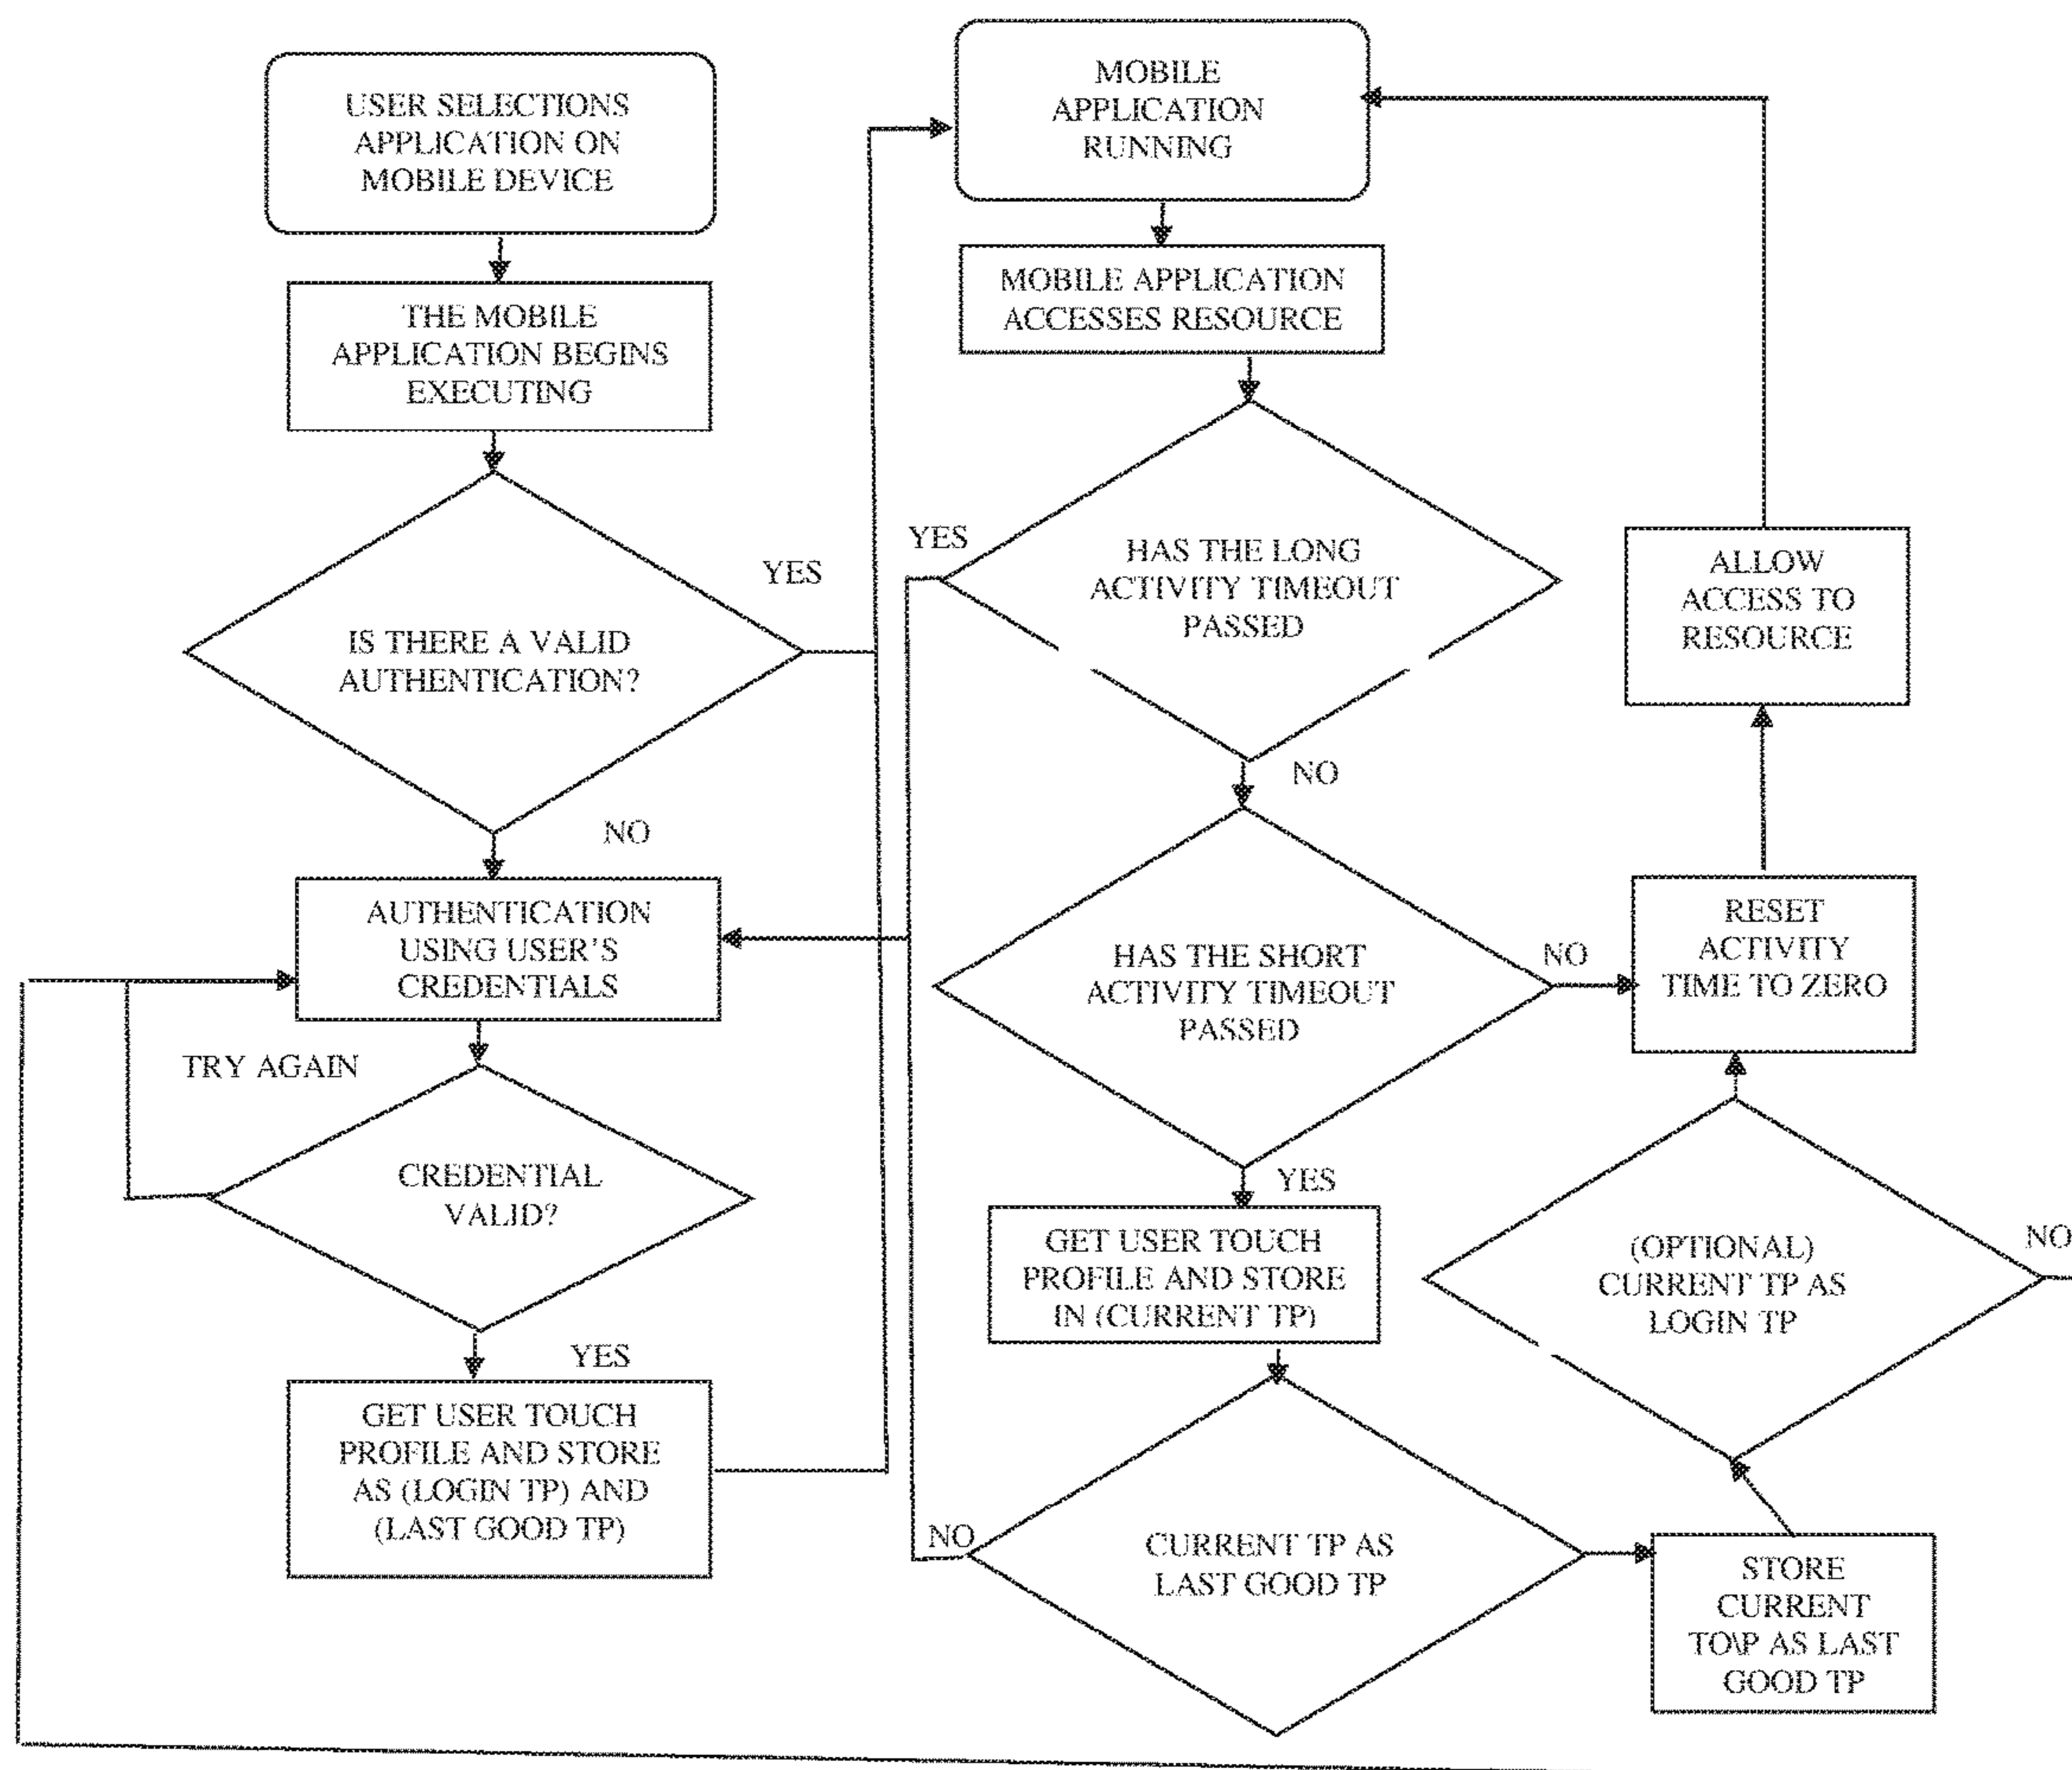 USER SELECTIONS
APPLICATION ON
MOBILE DEVICE
THE MOBILE
APPLICATION BEGINS
EXECUTING
YES
IS THERE A VALID
AUTHENTICATION?
NO
AUTHENTICATION
USING USER'S
CREDENTIALS
TRY AGAIN
CREDENTIAL
VALID?
YES
GET USER TOUCH
PROFILE AND STORE
AS (LOGIN TP) AND
(LAST GOOD TP)
MOBILE
APPLICATION
RUNNING
MOBILE APPLICATION
ACCESSES RESOURCE
YES
HAS THE LONG
ACTIVITY TIMEOUT
PASSED
NO
HAS THE SHORT
ACTIVITY TIMEOUT
PASSED
NO
YES
GET USER TOUCH
PROFILE AND STORE
IN (CURRENT TP)
NO
CURRENT TP AS
LAST GOOD TP
ALLOW
ACCESS TO
RESOURCE
RESET
ACTIVITY
TIME TO ZERO
(OPTIONAL)
CURRENT TP AS
LOGIN TP
NO
STORE
CURRENT
TO\P AS LAST
GOOD TP